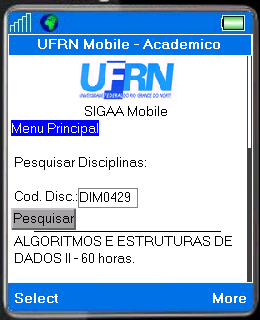 UFRN Mobile - Academico
UFRN
UNIVERSIDADE FEDERAL DO RIO GRANDE DO NORTE
SIGAA Mobile
Menu Principal
Pesquisar Disciplinas:
Cod. Disc.: DIM0429
Pesquisar
ALGORITMOS E ESTRUTURAS DE
DADOS II - 60 horas.
Select More